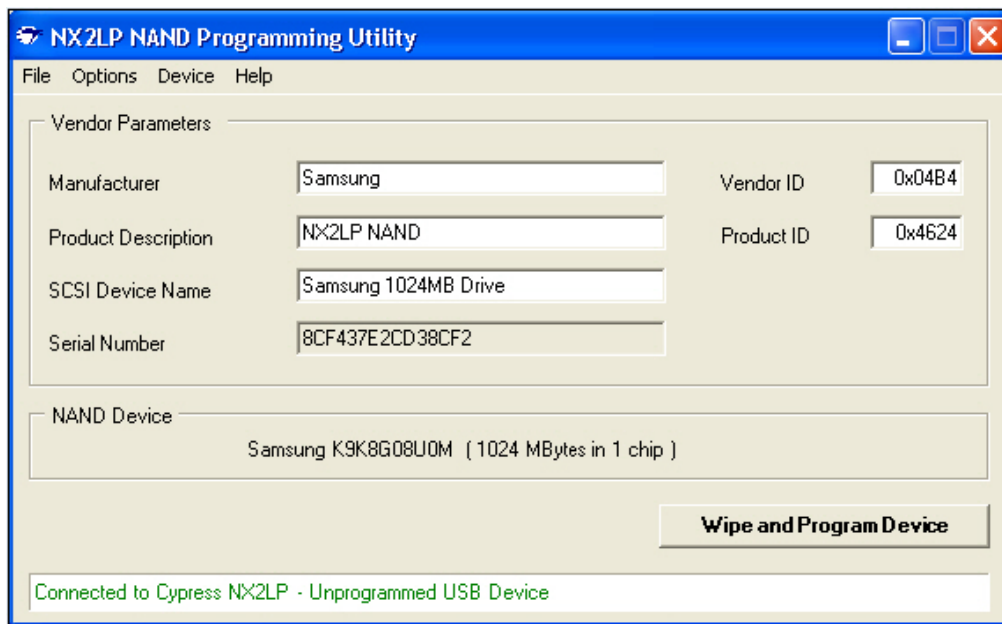 NX2LP NAND Programming Utility
File Options Device Help
Vendor Parameters
Manufacturer Samsung Vendor ID 0x04B4
Product Description NX2LP NAND Product ID 0x4624
SCSI Device Name Samsung 1024MB Drive
Serial Number 8CF437E2CD38CF2
NAND Device
Samsung K9K8G08U0M ( 1024 MBytes in 1 chip )
Wipe and Program Device
Connected to Cypress NX2LP - Unprogrammed USB Device